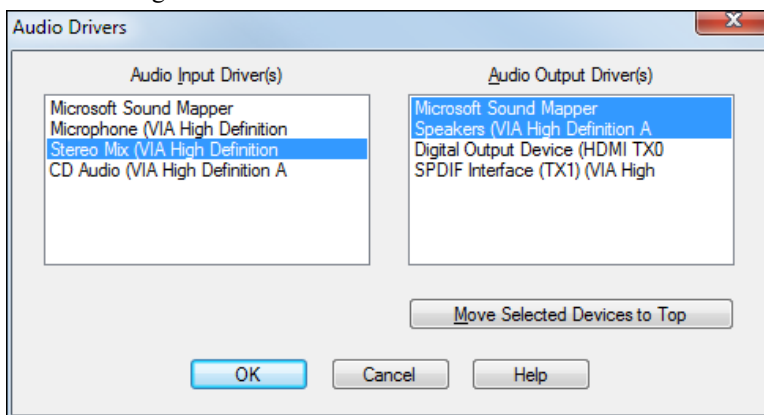 Audio Drivers
X
Audio Input Driver(s)
Microsoft Sound Mapper
Microphone (VIA High Definition
Stereo Mix (VIA High Definition
CD Audio (VIA High Definition A
Audio Output Driver(s)
Microsoft Sound Mapper
Speakers (VIA High Definition A
Digital Output Device (HDMI TX0
SPDIF Interface (TX1) (VIA High
Move Selected Devices to Top
OK
Cancel
Help